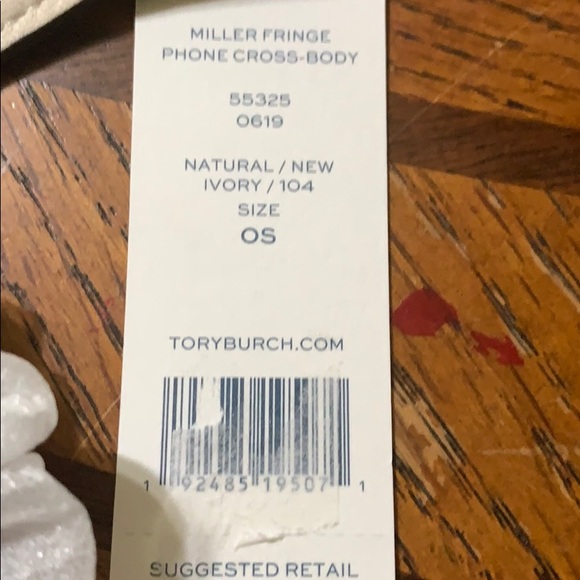 MILLER FRINGE
PHONE CROSS-BODY
55325
0619
NATURAL / NEW
IVORY / 104
SIZE
OS
TORYBURCH.COM
1 92485 19507 1
SUGGESTED RETAIL